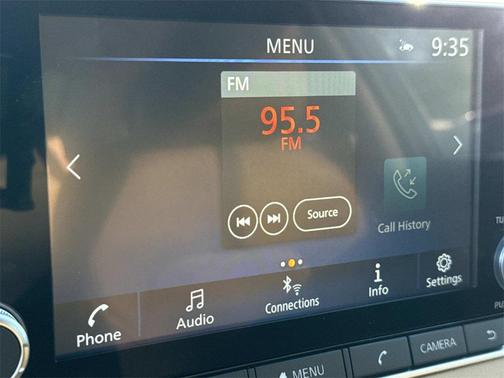 MENU 9:35
FM
95.5
FM
Source
Call History
Phone Audio Connections Info Settings
MENU CAMERA